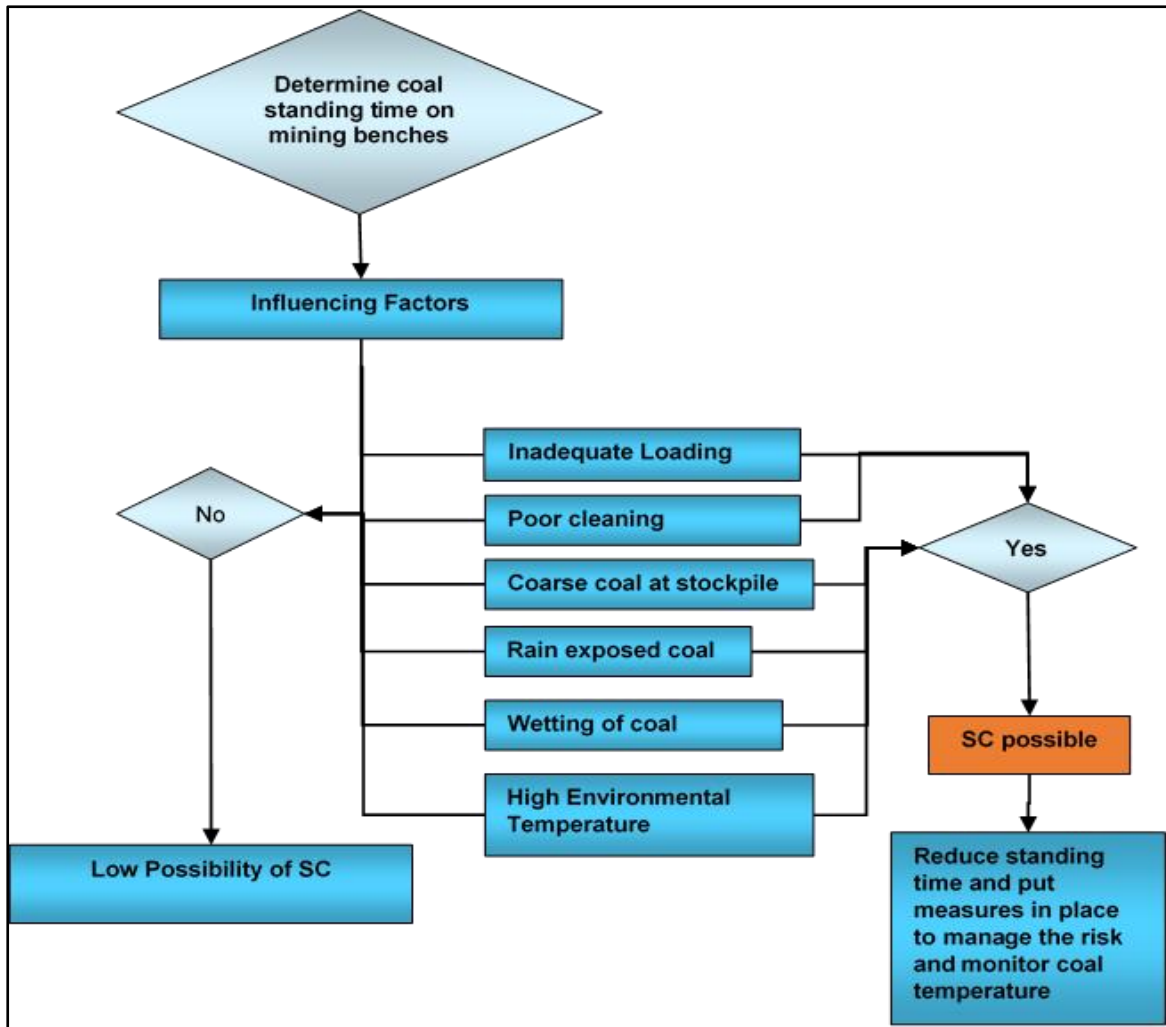 Determine coal
standing time on
mining benches
Influencing Factors
Inadequate Loading
Poor cleaning
No
Yes
Coarse coal at stockpile
Rain exposed coal
Wetting of coal
SC possible
High Environmental
Temperature
Low Possibility of SC
Reduce standing
time and put
measures in place
to manage the risk
and monitor coal
temperature